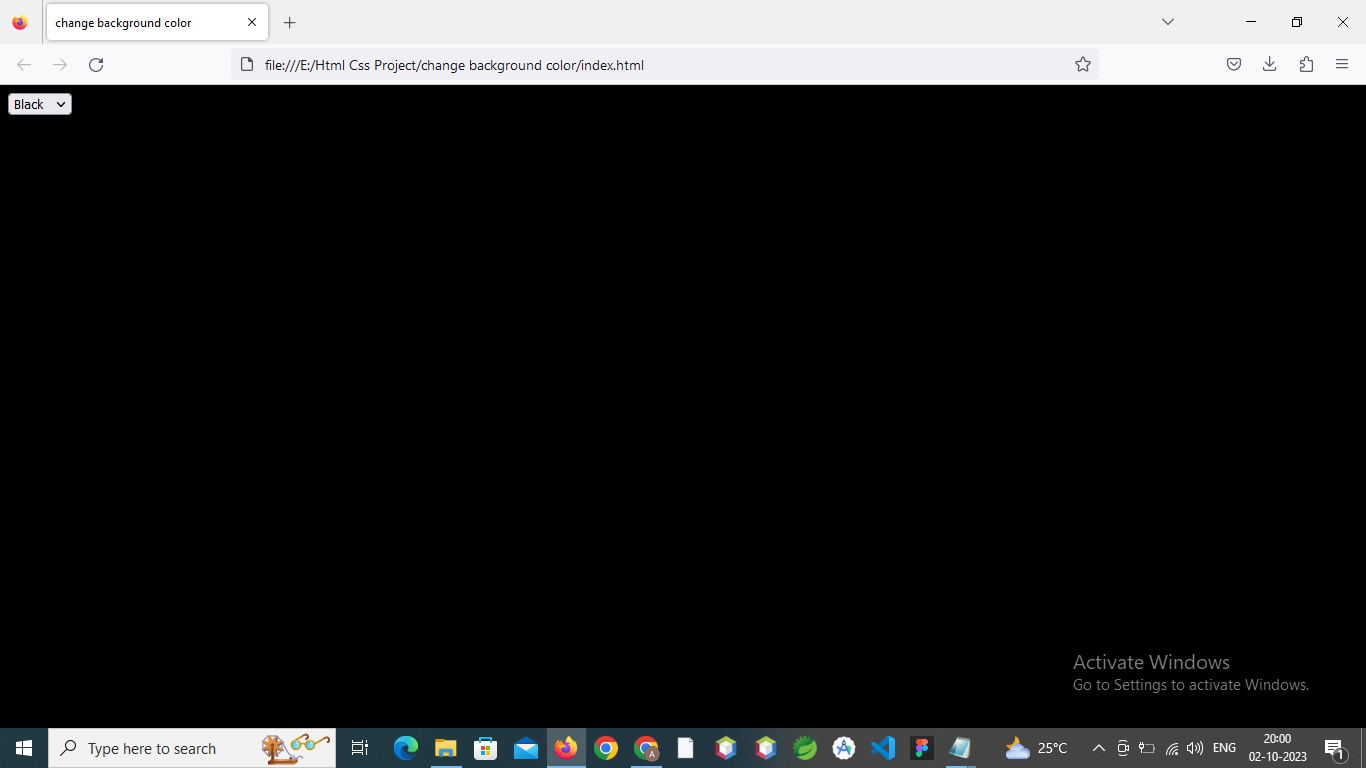 change background color
file:///E:/Html Css Project/change background color/index.html
Black
Activate Windows
Go to Settings to activate Windows.
Type here to search
A
25°C
ENG
20:00
02-10-2023
1